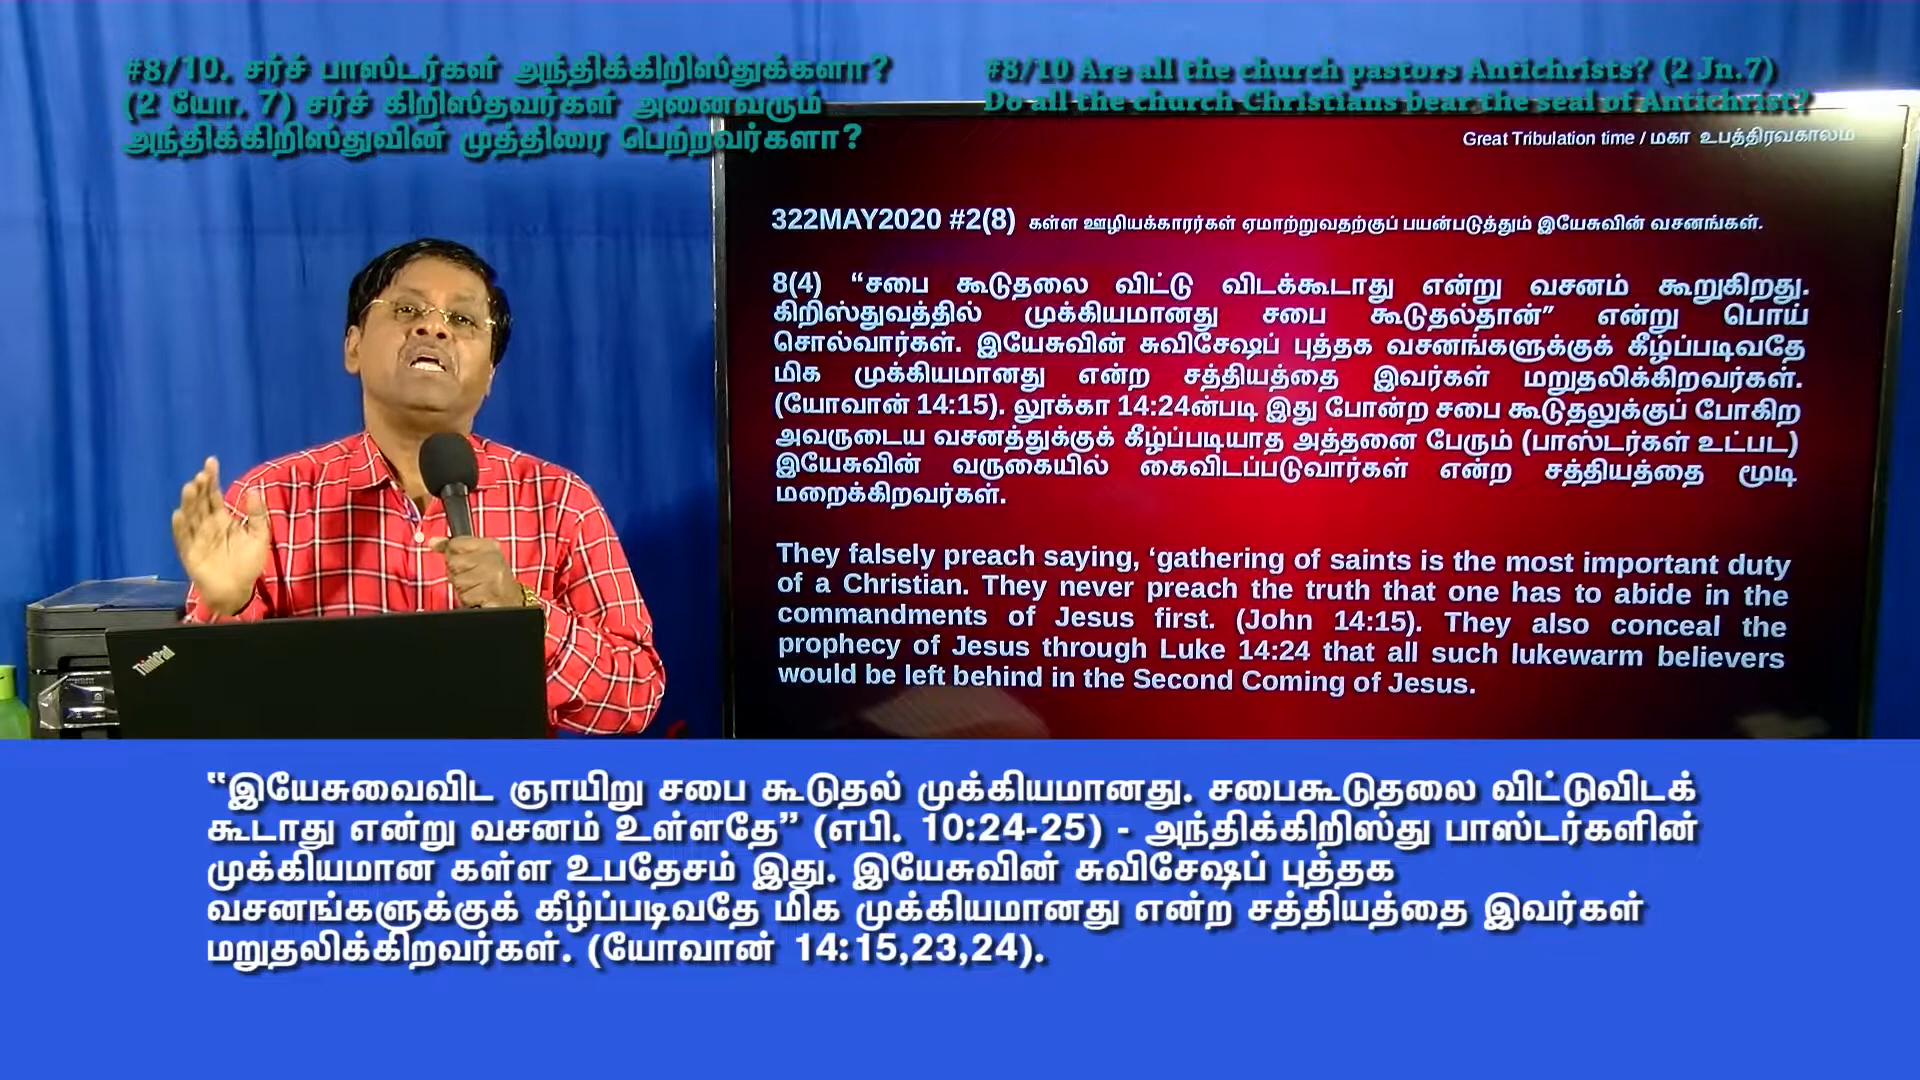 #8/10. சர்ச் பாஸ்டர்கள் அந்திக்கிறிஸ்துக்களா?
(2 யோ. 7) சர்ச் கிறிஸ்தவர்கள் அனைவரும்
அந்திக்கிறிஸ்துவின் முத்திரை பெற்றவர்களா?
#8/10 Are all the church pastors Antichrists? (2 Jn.7)
Do all the church Christians bear the seal of Antichrist?
Great Tribulation time / மகா உபத்திரவகாலம்
322MAY2020 #2(8) கள்ள ஊழியக்காரர்கள் ஏமாற்றுவதற்குப் பயன்படுத்தும் இயேசுவின் வசனங்கள்.
8(4) “சபை கூடுதலை விட்டு விடக்கூடாது என்று வசனம் கூறுகிறது.
கிறிஸ்துவத்தில் முக்கியமானது சபை கூடுதல்தான்” என்று பொய்
சொல்வார்கள். இயேசுவின் சுவிசேஷப் புத்தக வசனங்களுக்குக் கீழ்ப்படிவதே
மிக முக்கியமானது என்ற சத்தியத்தை இவர்கள் மறுதலிக்கிறவர்கள்.
(யோவான் 14:15). லூக்கா 14:24ன்படி இது போன்ற சபை கூடுதலுக்குப் போகிற
அவருடைய வசனத்துக்குக் கீழ்ப்படியாத அத்தனை பேரும் (பாஸ்டர்கள் உட்பட)
இயேசுவின் வருகையில் கைவிடப்படுவார்கள் என்ற சத்தியத்தை மூடி
மறைக்கிறவர்கள்.
They falsely preach saying, ‘gathering of saints is the most important duty
of a Christian. They never preach the truth that one has to abide in the
commandments of Jesus first. (John 14:15). They also conceal the
prophecy of Jesus through Luke 14:24 that all such lukewarm believers
would be left behind in the Second Coming of Jesus.
ThinkPad
“இயேசுவைவிட ஞாயிறு சபை கூடுதல் முக்கியமானது. சபைகூடுதலை விட்டுவிடக்
கூடாது என்று வசனம் உள்ளதே” (எபி. 10:24-25) - அந்திக்கிறிஸ்து பாஸ்டர்களின்
முக்கியமான கள்ள உபதேசம் இது. இயேசுவின் சுவிசேஷப் புத்தக
வசனங்களுக்குக் கீழ்ப்படிவதே மிக முக்கியமானது என்ற சத்தியத்தை இவர்கள்
மறுதலிக்கிறவர்கள். (யோவான் 14:15,23,24).